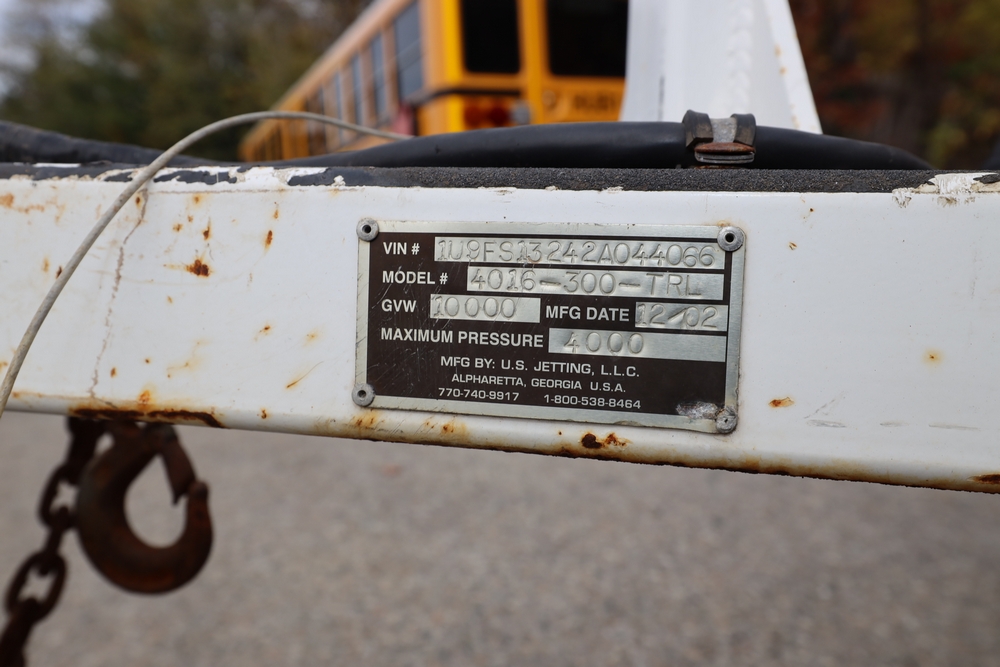 VIN # 1U9FS13242A044066
MODEL # 4016-300-TRL
GVW 10000 MFG DATE 12/02
MAXIMUM PRESSURE 4000
MFG BY: U.S. JETTING, L.L.C.
ALPHARETTA, GEORGIA U.S.A.
770-740-9917 1-800-538-8464